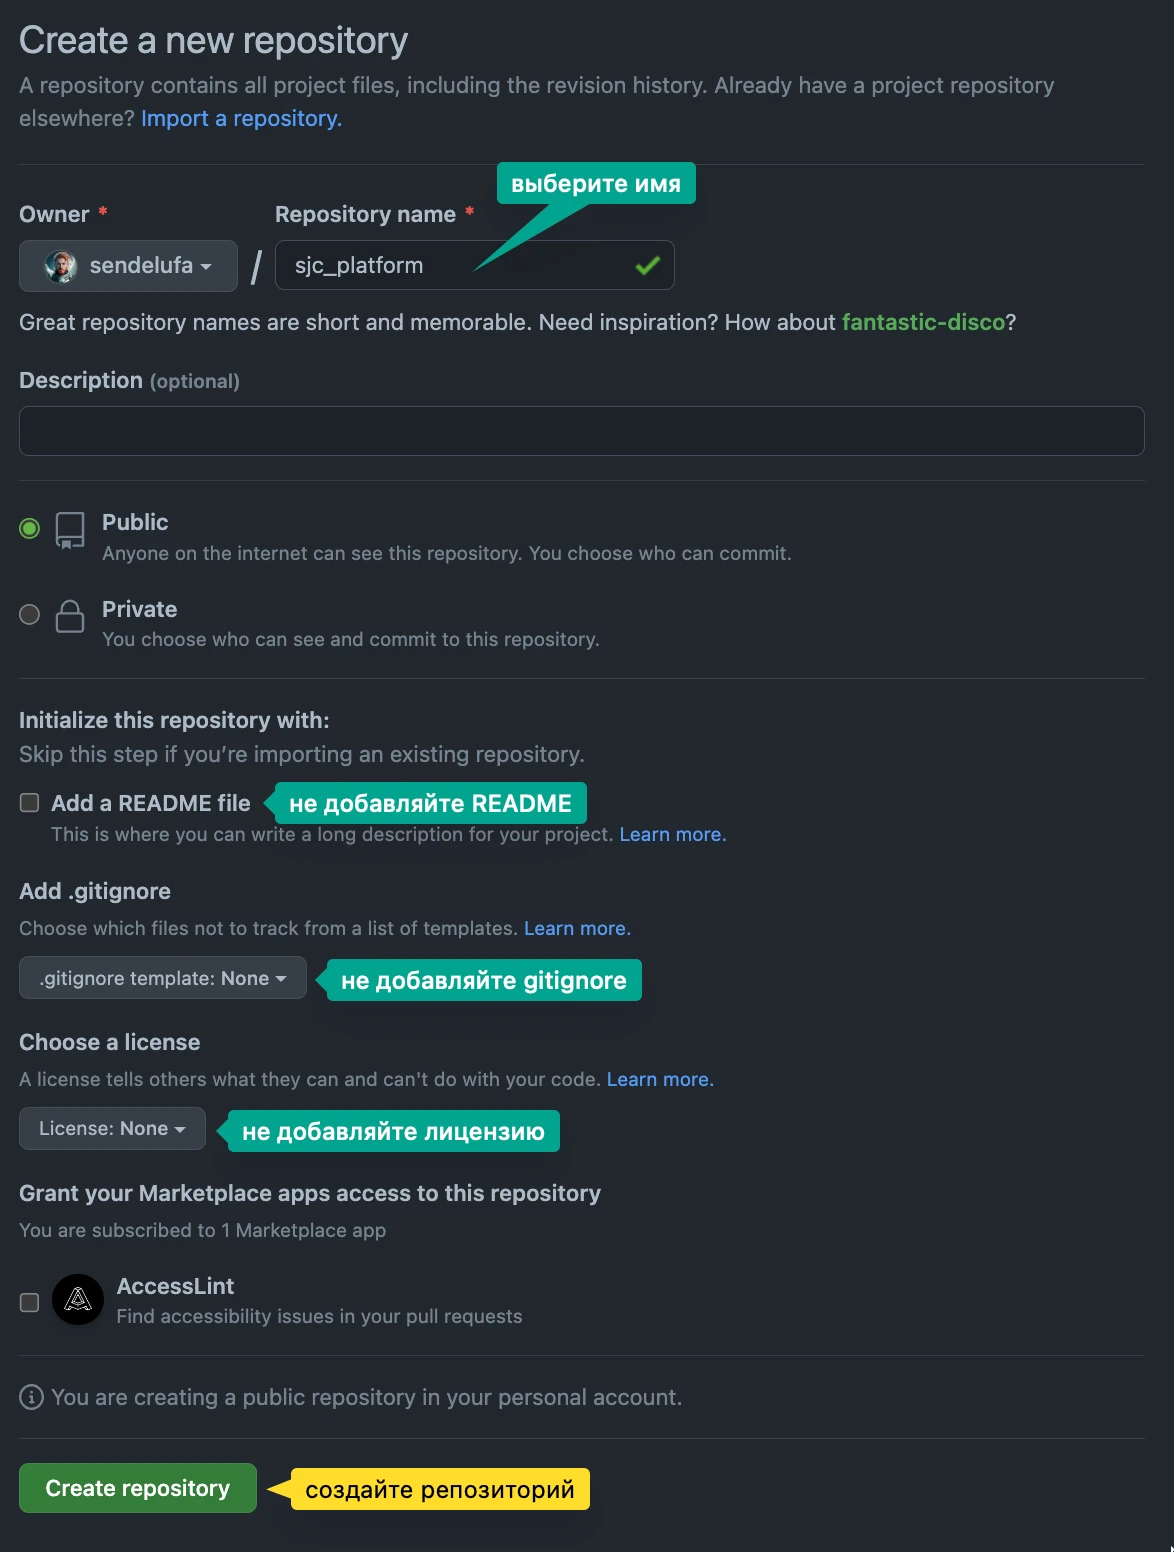 Create a new repository
A repository contains all project files, including the revision history. Already have a project repository
elsewhere? Import a repository.
выберите имя
Owner * Repository name *
sendelufa / sjc_platform
Great repository names are short and memorable. Need inspiration? How about fantastic-disco?
Description (optional)
Public
Anyone on the internet can see this repository. You choose who can commit.
Private
You choose who can see and commit to this repository.
Initialize this repository with:
Skip this step if you’re importing an existing repository.
Add a README file не добавляйте README
This is where you can write a long description for your project. Learn more.
Add .gitignore
Choose which files not to track from a list of templates. Learn more.
.gitignore template: None не добавляйте gitignore
Choose a license
A license tells others what they can and can't do with your code. Learn more.
License: None не добавляйте лицензию
Grant your Marketplace apps access to this repository
You are subscribed to 1 Marketplace app
AccessLint
Find accessibility issues in your pull requests
You are creating a public repository in your personal account.
Create repository создайте репозиторий